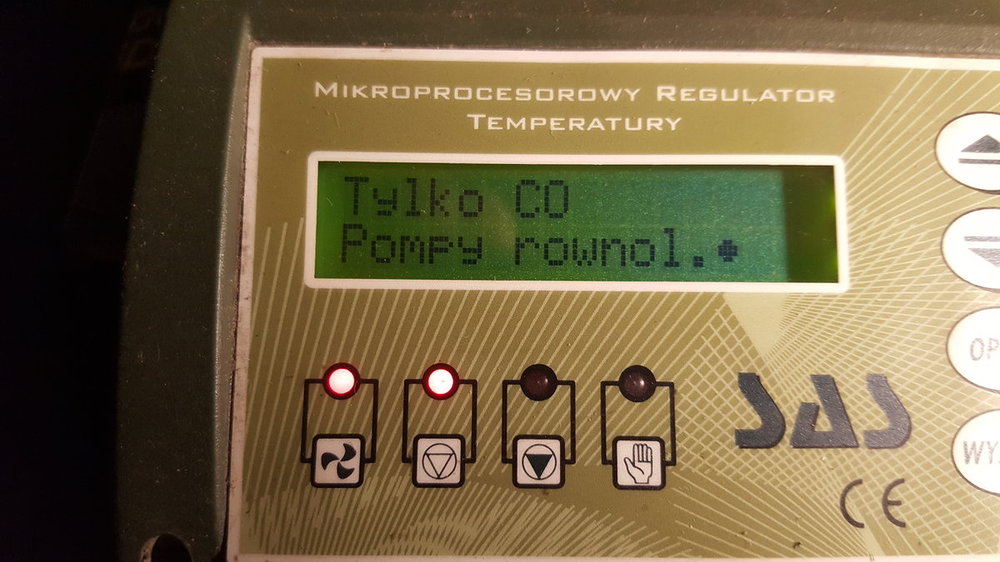 MIKROPROCESOROWY REGULATOR
TEMPERATURY
Tylko CO
Pompy rownol.
SAS
CE